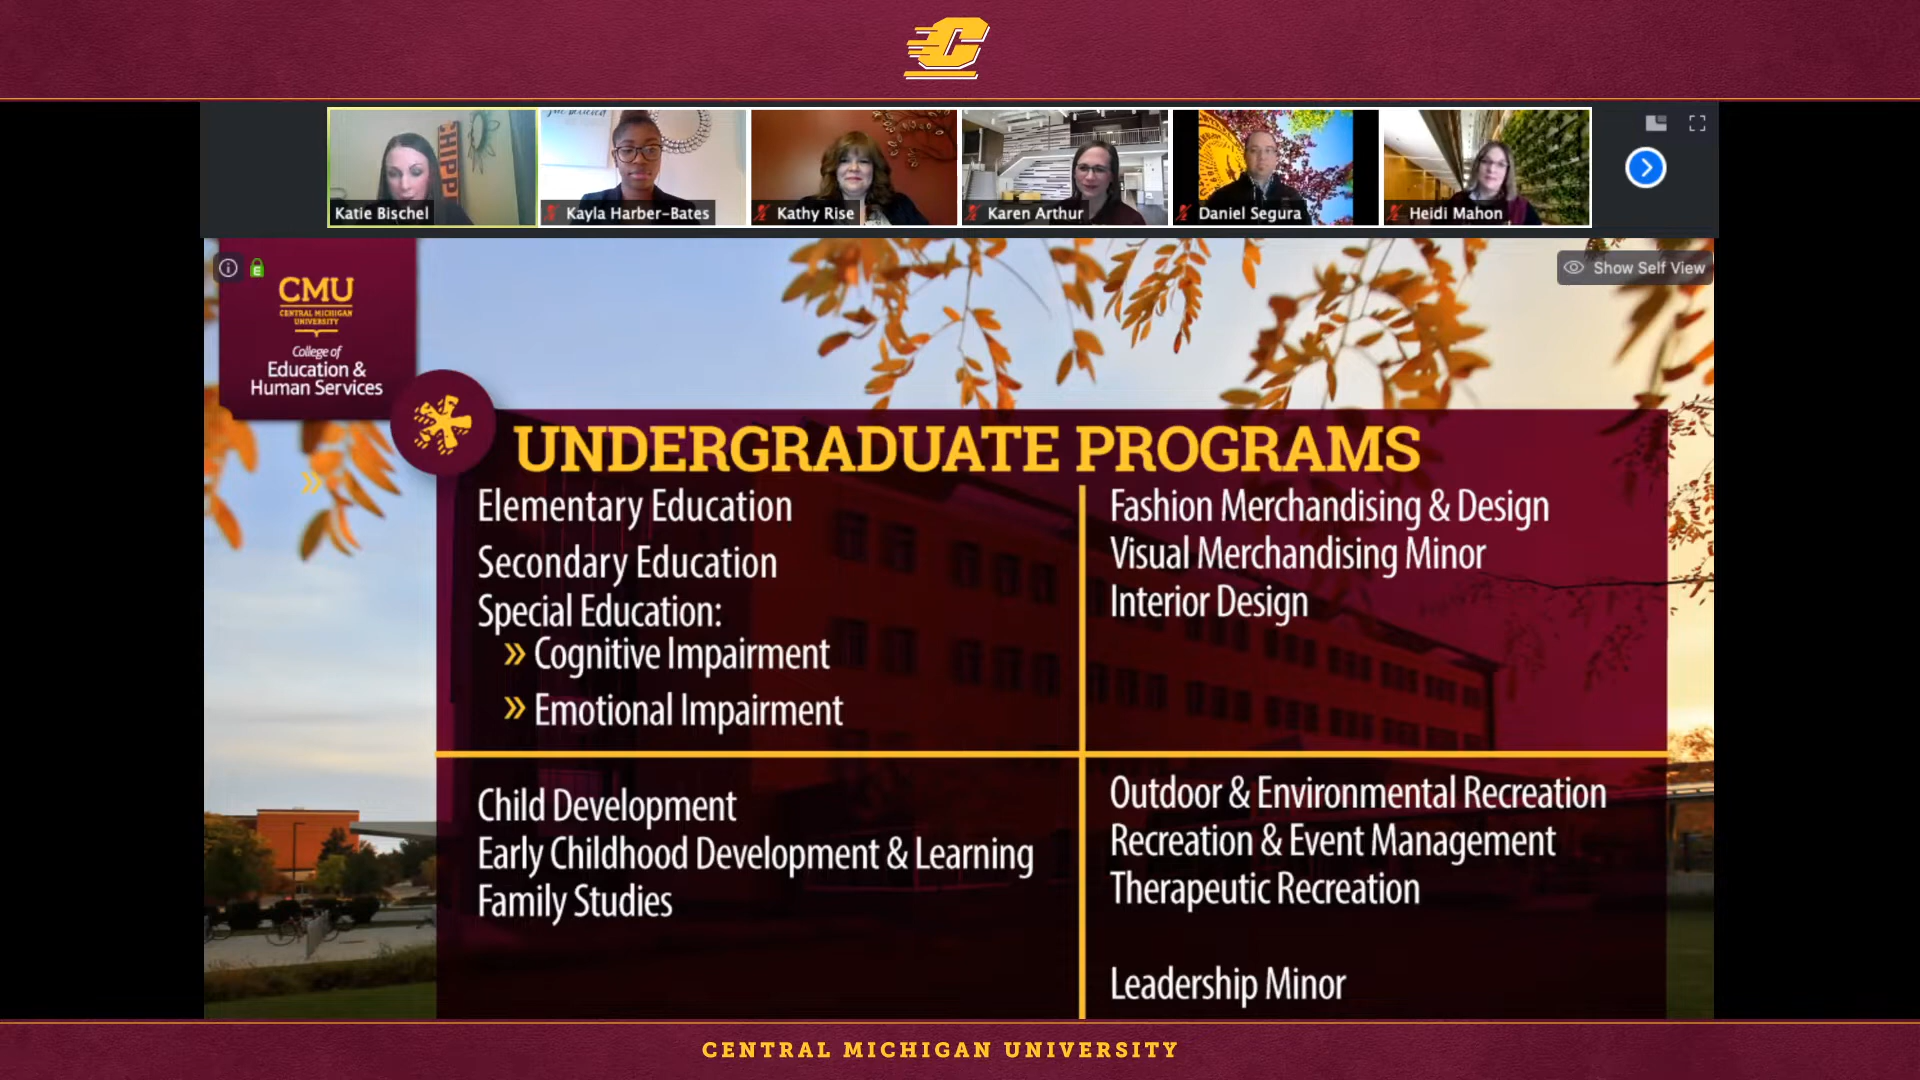 CHIPP
Katie Bischel
Kayla Harber-Bates
Kathy Rise
Karen Arthur
Daniel Segura
Heidi Mahon
Show Self View
CMU
CENTRAL MICHIGAN
UNIVERSITY
College of
Education &
Human Services
UNDERGRADUATE PROGRAMS
Elementary Education
Secondary Education
Special Education:
» Cognitive Impairment
» Emotional Impairment
Fashion Merchandising & Design
Visual Merchandising Minor
Interior Design
Child Development
Early Childhood Development & Learning
Family Studies
Outdoor & Environmental Recreation
Recreation & Event Management
Therapeutic Recreation
Leadership Minor
CENTRAL MICHIGAN UNIVERSITY